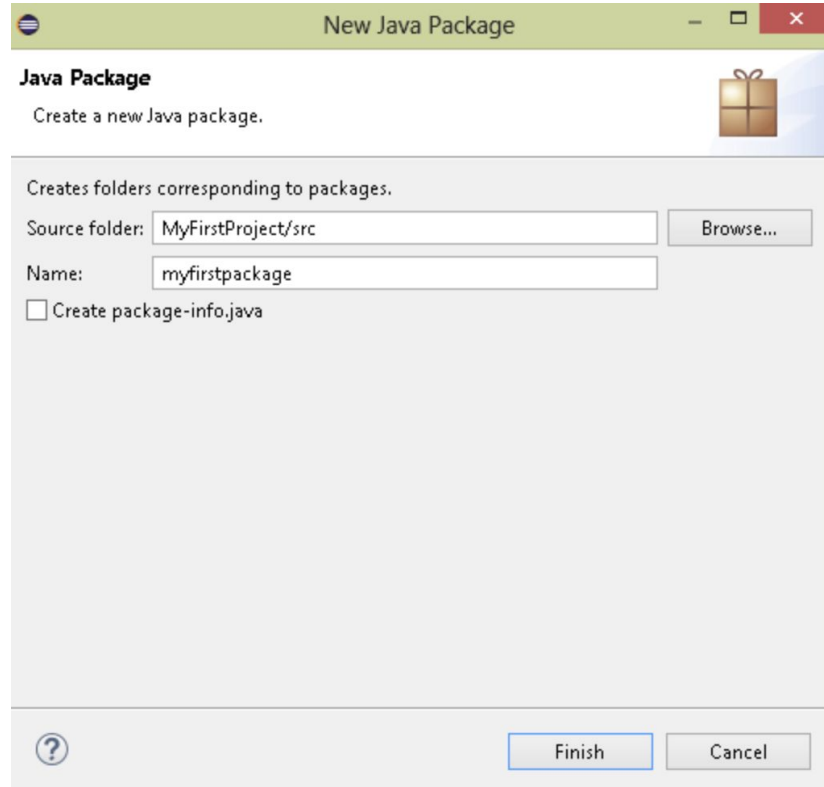 New Java Package
Java Package
Create a new Java package.
Creates folders corresponding to packages.
Source folder: MyFirstProject/src Browse...
Name: myfirstpackage
Create package-info.java
? Finish Cancel